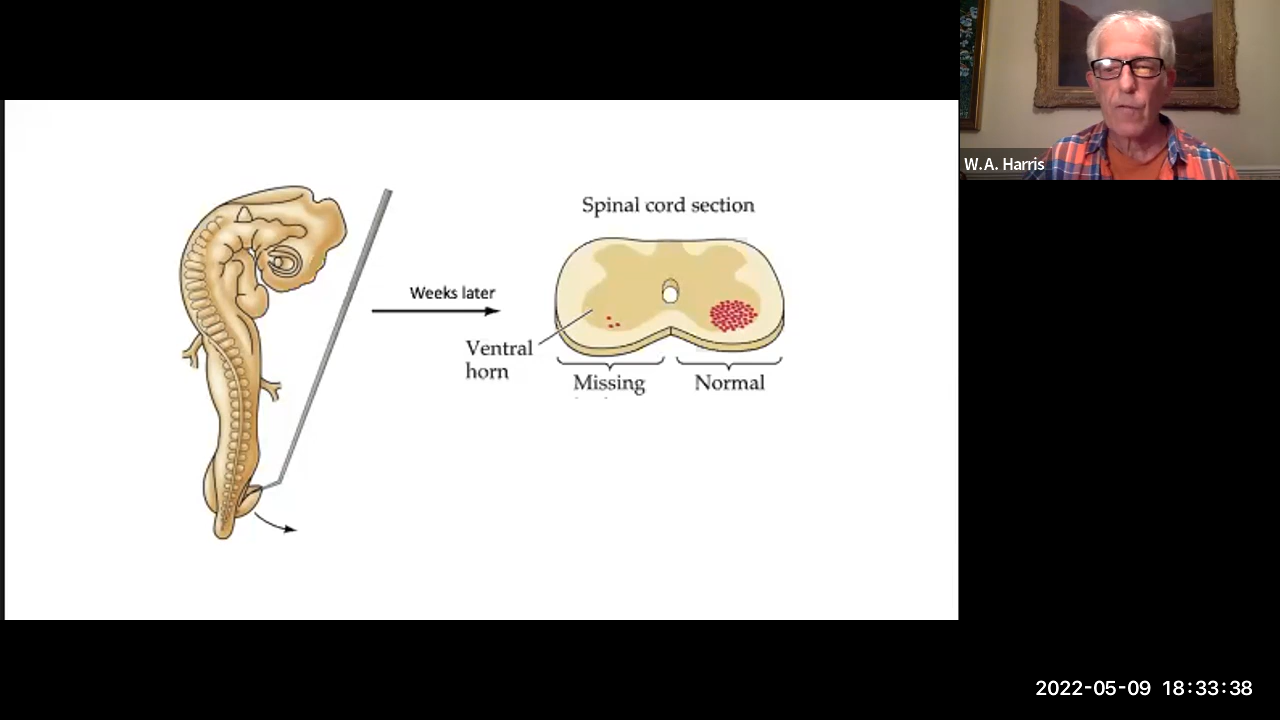 W.A. Harris
Spinal cord section
Weeks later
Ventral
horn
Missing
Normal
2022-05-09 18:33:38